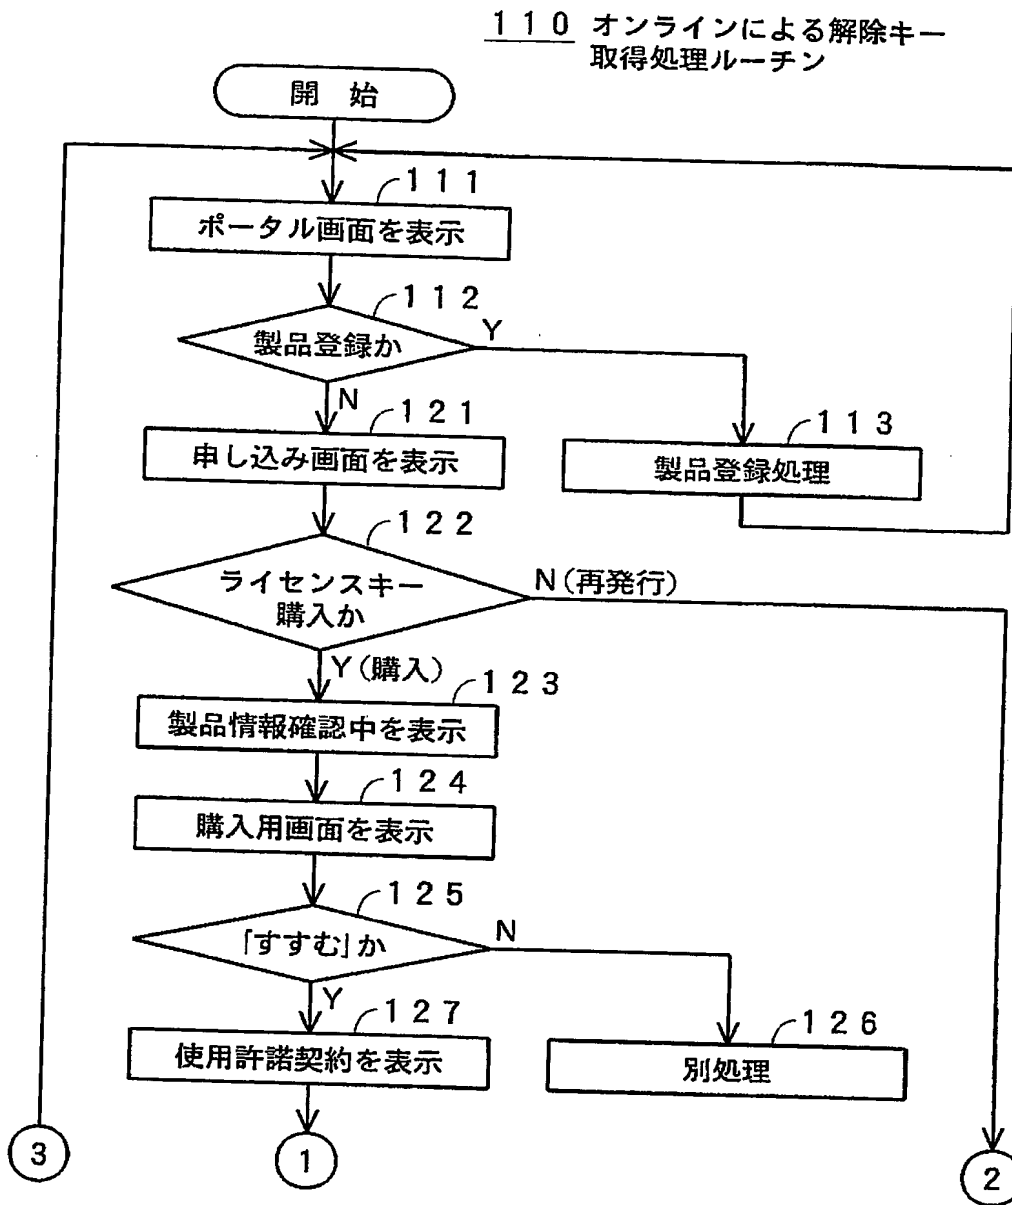 110 オンラインによる解除キー
取得処理ルーチン
開 始
111
ポータル画面を表示
112
製品登録か
Y
N
121
113
申し込み画面を表示
製品登録処理
122
ライセンスキー
購入か
N(再発行)
Y(購入)
123
製品情報確認中を表示
124
購入用画面を表示
125
「すすむ」か
N
Y
127
126
使用許諾契約を表示
別処理
3
1
2